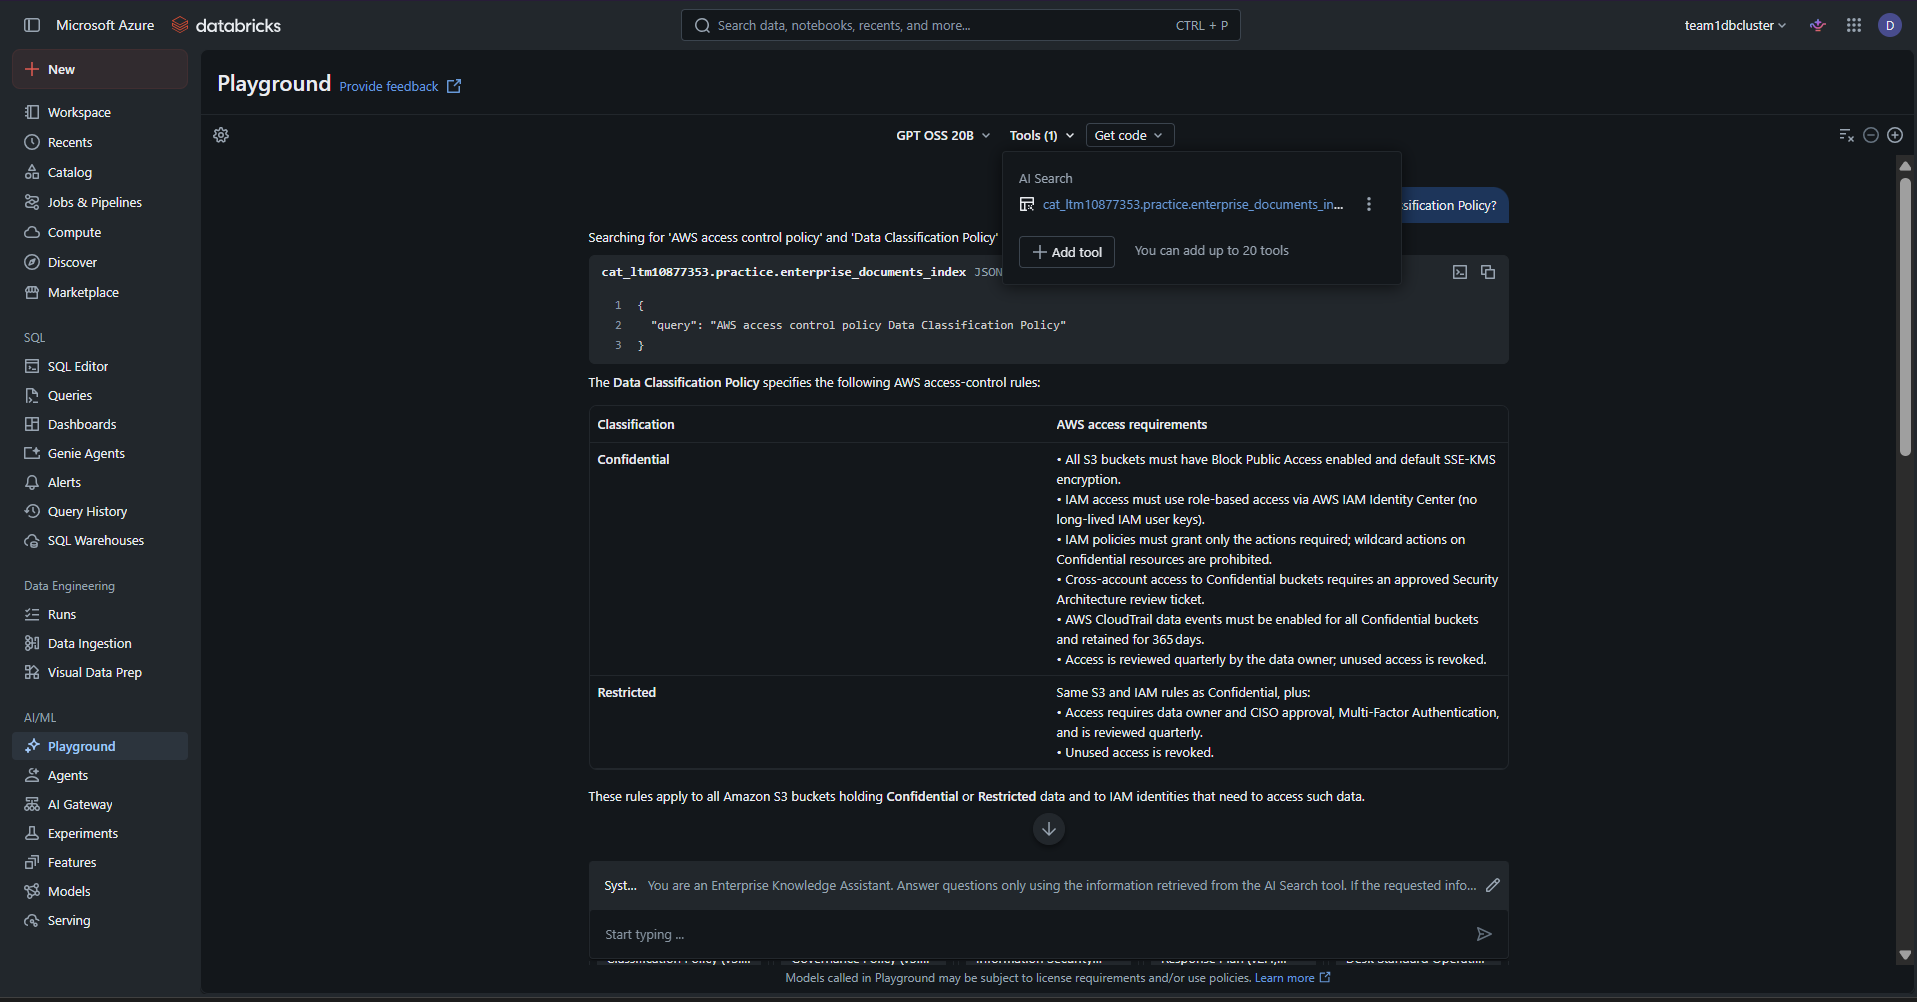 Microsoft Azure databricks
Search data, notebooks, recents, and more... CTRL + P
team1dbcluster
D
New
Workspace
Recents
Catalog
Jobs & Pipelines
Compute
Discover
Marketplace
SQL
SQL Editor
Queries
Dashboards
Genie Agents
Alerts
Query History
SQL Warehouses
Data Engineering
Runs
Data Ingestion
Visual Data Prep
AI/ML
Playground
Agents
AI Gateway
Experiments
Features
Models
Serving
Playground Provide feedback
GPT OSS 20B Tools (1) Get code
AI Search
cat_ltm10877353.practice.enterprise_documents_in...
Add tool You can add up to 20 tools
sification Policy?
Searching for 'AWS access control policy' and 'Data Classification Policy'
cat_ltm10877353.practice.enterprise_documents_index JSON
1 {
2 "query": "AWS access control policy Data Classification Policy"
3 }
The Data Classification Policy specifies the following AWS access-control rules:
Classification AWS access requirements
Confidential
• All S3 buckets must have Block Public Access enabled and default SSE-KMS
encryption.
• IAM access must use role-based access via AWS IAM Identity Center (no
long-lived IAM user keys).
• IAM policies must grant only the actions required; wildcard actions on
Confidential resources are prohibited.
• Cross-account access to Confidential buckets requires an approved Security
Architecture review ticket.
• AWS CloudTrail data events must be enabled for all Confidential buckets
and retained for 365 days.
• Access is reviewed quarterly by the data owner; unused access is revoked.
Restricted
Same S3 and IAM rules as Confidential, plus:
• Access requires data owner and CISO approval, Multi-Factor Authentication,
and is reviewed quarterly.
• Unused access is revoked.
These rules apply to all Amazon S3 buckets holding Confidential or Restricted data and to IAM identities that need to access such data.
Syst... You are an Enterprise Knowledge Assistant. Answer questions only using the information retrieved from the AI Search tool. If the requested info...
Start typing ...
Models called in Playground may be subject to license requirements and/or use policies. Learn more